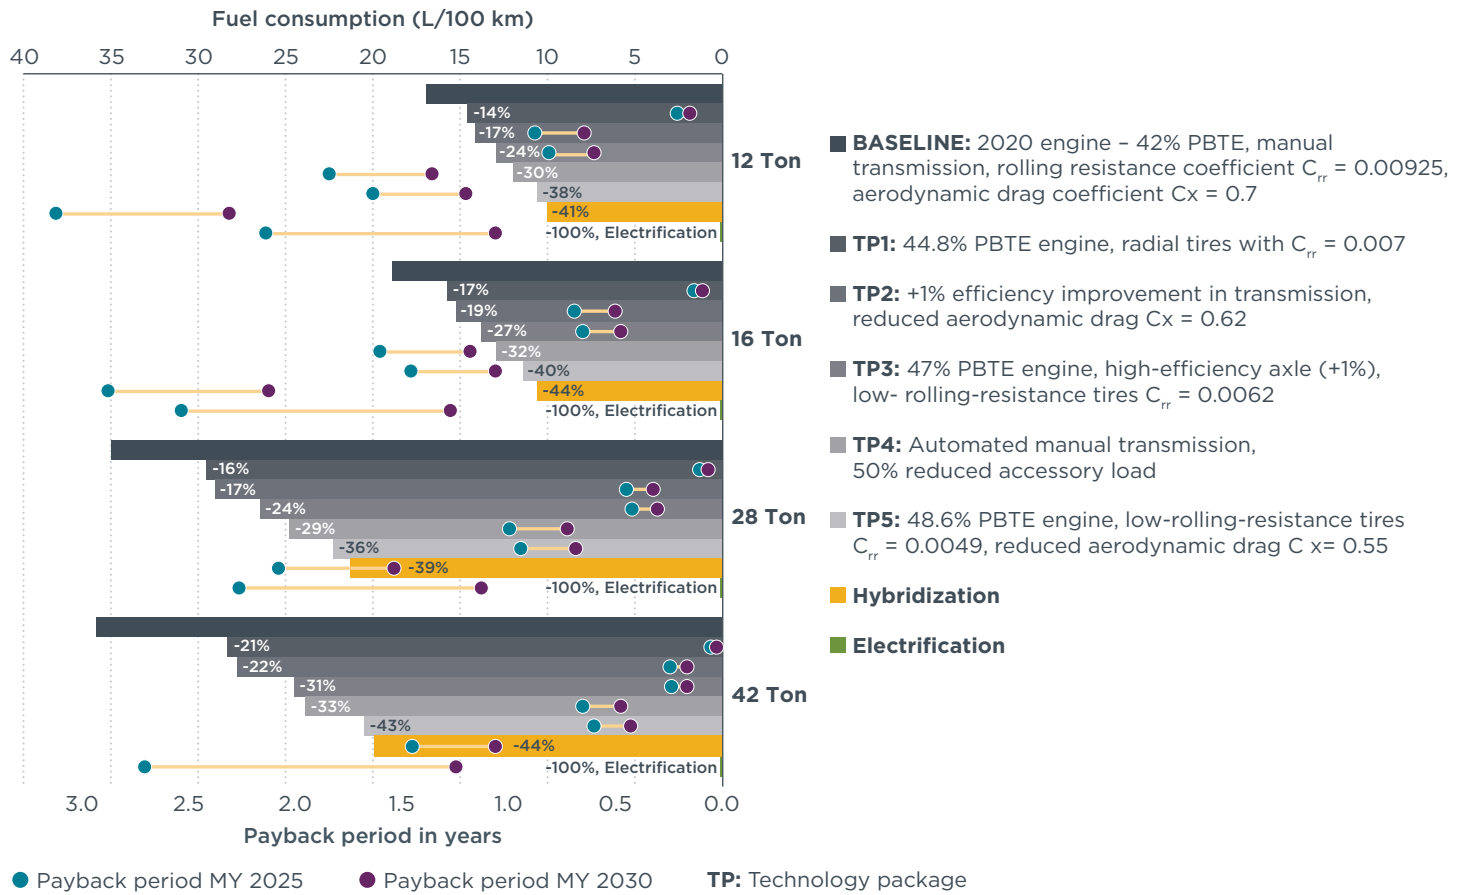 Fuel consumption (L/100 km)
40 35 30 25 20 15 10 5 0
-14%
-17%
-24%
-30%
-38%
-41%
-100%, Electrification
12 Ton
-17%
-19%
-27%
-32%
-40%
-44%
-100%, Electrification
16 Ton
-16%
-17%
-24%
-29%
-36%
-39%
-100%, Electrification
28 Ton
-21%
-22%
-31%
-33%
-43%
-44%
-100%, Electrification
42 Ton
3.0 2.5 2.0 1.5 1.0 0.5 0.0
Payback period in years
BASELINE: 2020 engine – 42% PBTE, manual
transmission, rolling resistance coefficient Crr = 0.00925,
aerodynamic drag coefficient Cx = 0.7
TP1: 44.8% PBTE engine, radial tires with Crr = 0.007
TP2: +1% efficiency improvement in transmission,
reduced aerodynamic drag Cx = 0.62
TP3: 47% PBTE engine, high-efficiency axle (+1%),
low- rolling-resistance tires Crr = 0.0062
TP4: Automated manual transmission,
50% reduced accessory load
TP5: 48.6% PBTE engine, low-rolling-resistance tires
Crr = 0.0049, reduced aerodynamic drag C x= 0.55
Hybridization
Electrification
Payback period MY 2025 Payback period MY 2030 TP: Technology package